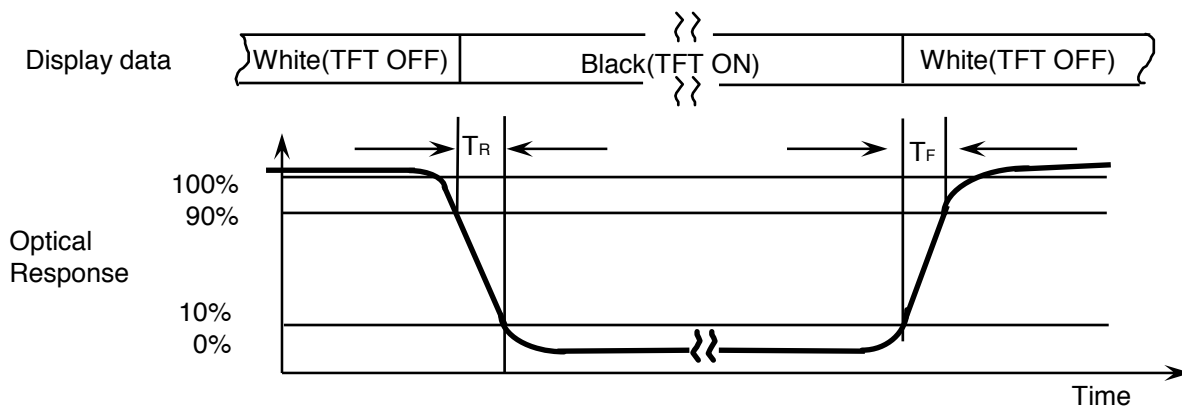 Display data
White(TFT OFF)
Black(TFT ON)
White(TFT OFF)
TR
TF
100%
90%
Optical
Response
10%
0%
Time